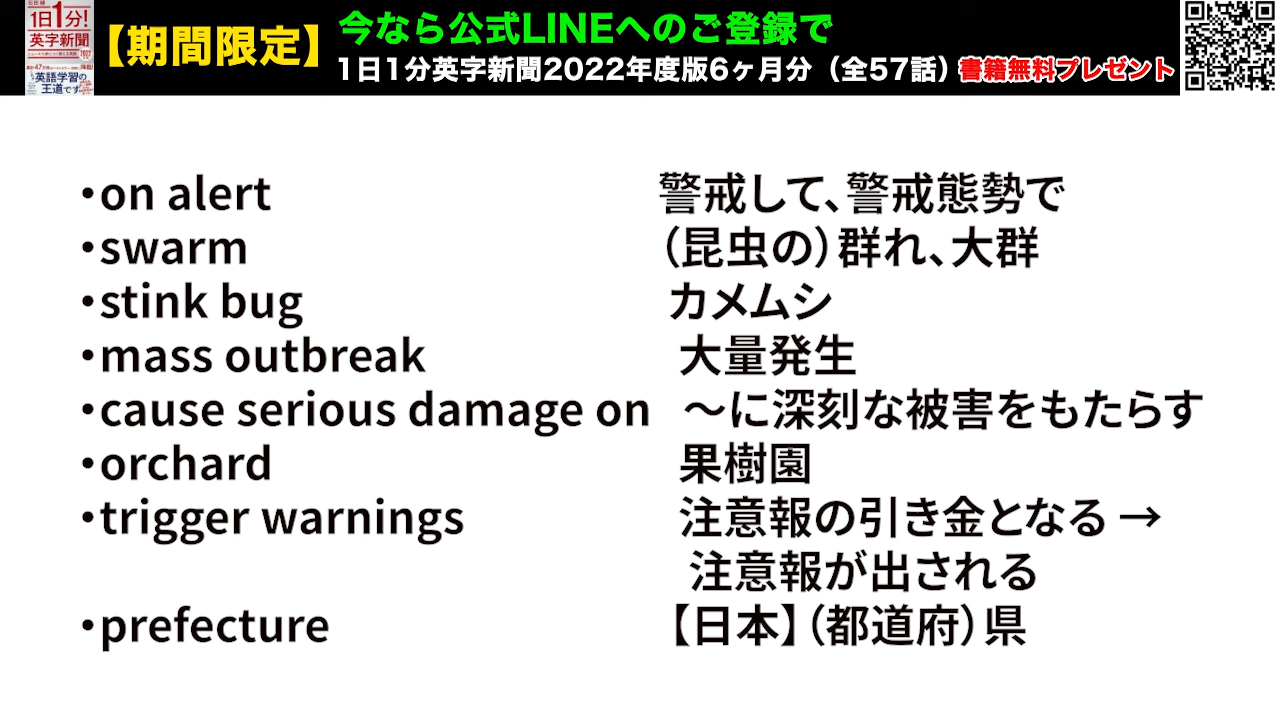 1日1分!
英字新聞
英語学習の
王道です
【期間限定】
今なら公式LINEへのご登録で
1日1分英字新聞2022年度版6ヶ月分（全57話）書籍無料プレゼント
・on alert 警戒して、警戒態勢で
・swarm （昆虫の）群れ、大群
・stink bug カメムシ
・mass outbreak 大量発生
・cause serious damage on ～に深刻な被害をもたらす
・orchard 果樹園
・trigger warnings 注意報の引き金となる →
注意報が出される
・prefecture 【日本】（都道府）県